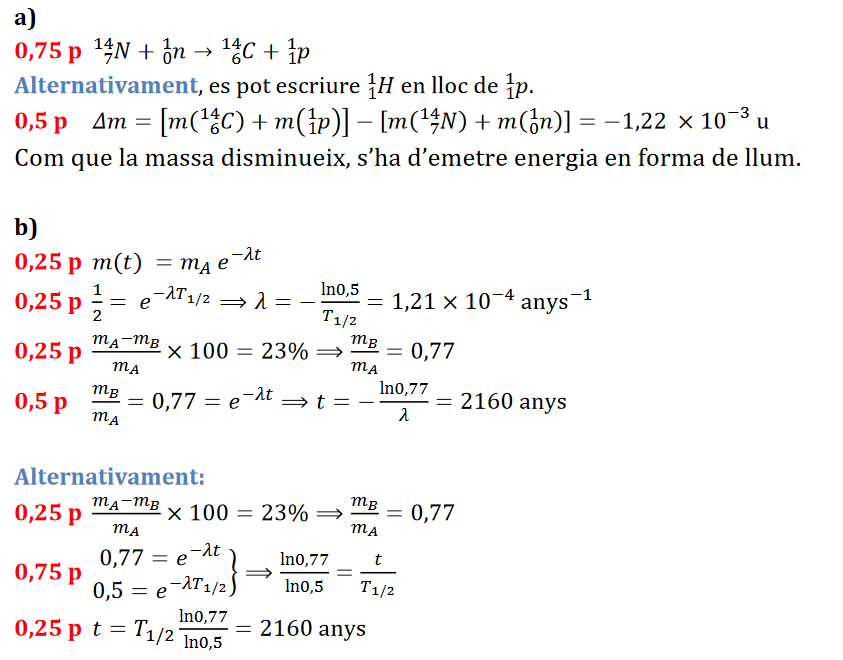 a)
0,75 p ¹⁴₇N + ¹₀n → ¹⁴₆C + ¹₁p
Alternativament, es pot escriure ¹₁H en lloc de ¹₁p.
0,5 p Δm = [m(¹⁴₆C) + m(¹₁p)] − [m(¹⁴₇N) + m(¹₀n)] = −1,22 × 10⁻³ u
Com que la massa disminueix, s’ha d’emetre energia en forma de llum.
b)
0,25 p m(t) = m_A e^(−λt)
0,25 p 1/2 = e^(−λT_1/2) ⟹ λ = − ln0,5/T_1/2 = 1,21 × 10⁻⁴ anys⁻¹
0,25 p (m_A−m_B)/m_A × 100 = 23% ⟹ m_B/m_A = 0,77
0,5 p m_B/m_A = 0,77 = e^(−λt) ⟹ t = − ln0,77/λ = 2160 anys
Alternativament:
0,25 p (m_A−m_B)/m_A × 100 = 23% ⟹ m_B/m_A = 0,77
0,75 p 0,77 = e^(−λt) 0,5 = e^(−λT_1/2) } ⟹ ln0,77/ln0,5 = t/T_1/2
0,25 p t = T_1/2 ln0,77/ln0,5 = 2160 anys